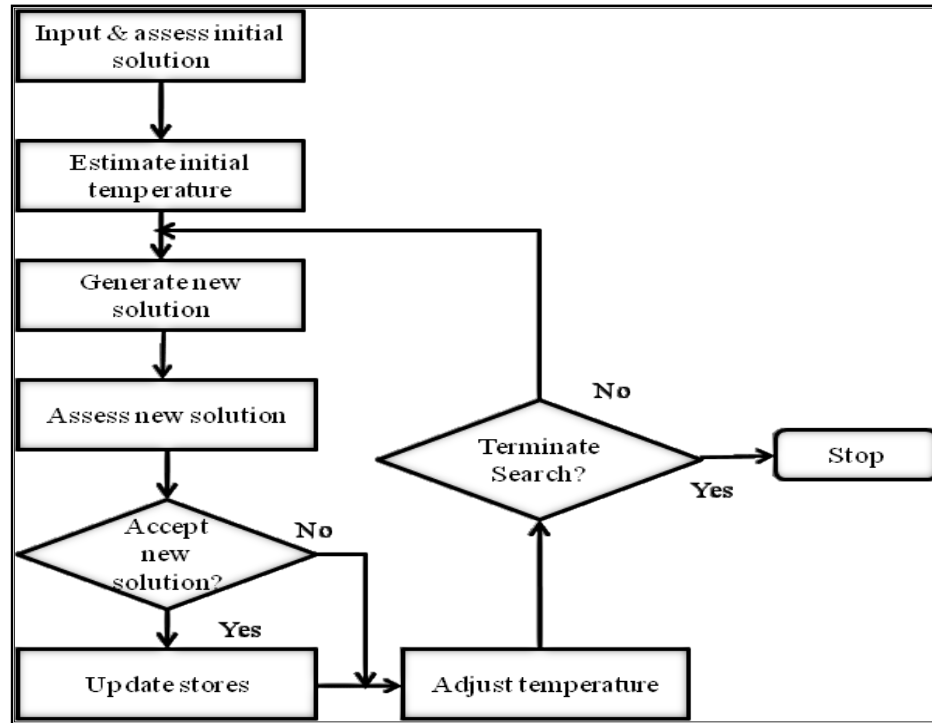 Input & assess initial
solution
Estimate initial
temperature
Generate new
solution
Assess new solution
Accept
new
solution?
No
Yes
Update stores
Adjust temperature
Terminate
Search?
No
Yes
Stop